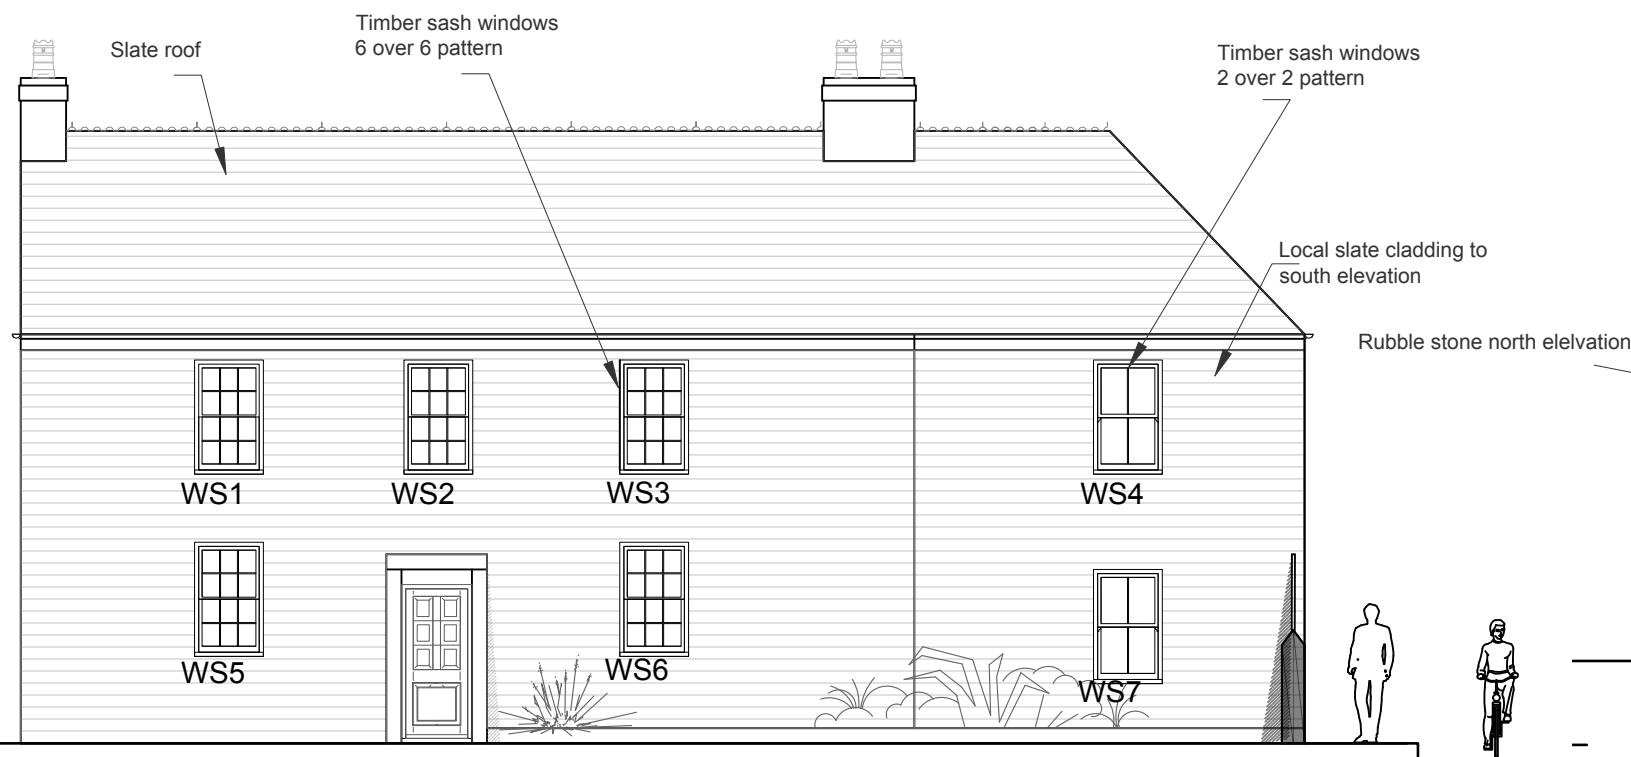 Timber sash windows
6 over 6 pattern
Slate roof
Timber sash windows
2 over 2 pattern
Local slate cladding to
south elevation
Rubble stone north elelvation
WS1
WS2
WS3
WS4
WS5
WS6
WS7